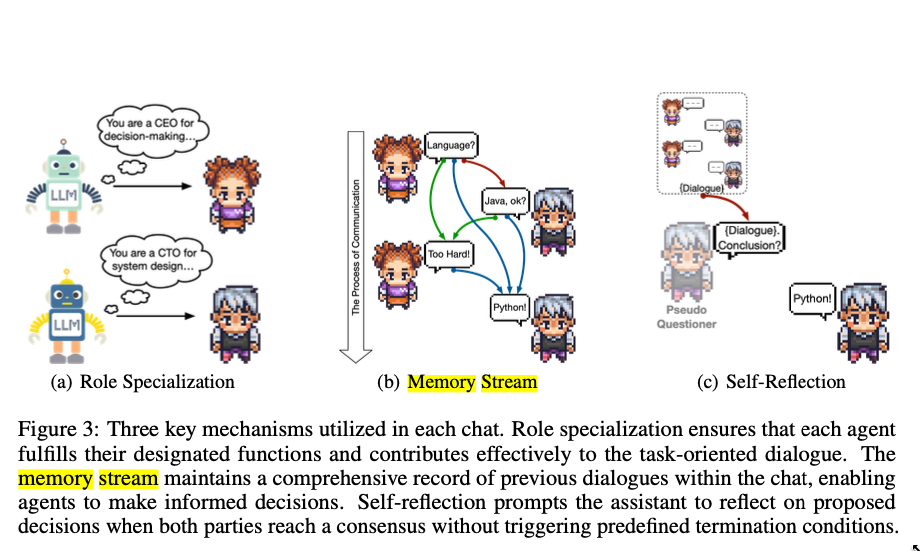 You are a CEO for
decision-making...
LLM
You are a CTO for
system design...
LLM
(a) Role Specialization
The Process of Communication
Language?
Java, ok?
Too Hard!
Python!
(b) Memory Stream
{Dialogue}
{Dialogue}.
Conclusion?
Pseudo
Questioner
Python!
(c) Self-Reflection
Figure 3: Three key mechanisms utilized in each chat. Role specialization ensures that each agent
fulfills their designated functions and contributes effectively to the task-oriented dialogue. The
memory stream maintains a comprehensive record of previous dialogues within the chat, enabling
agents to make informed decisions. Self-reflection prompts the assistant to reflect on proposed
decisions when both parties reach a consensus without triggering predefined termination conditions.